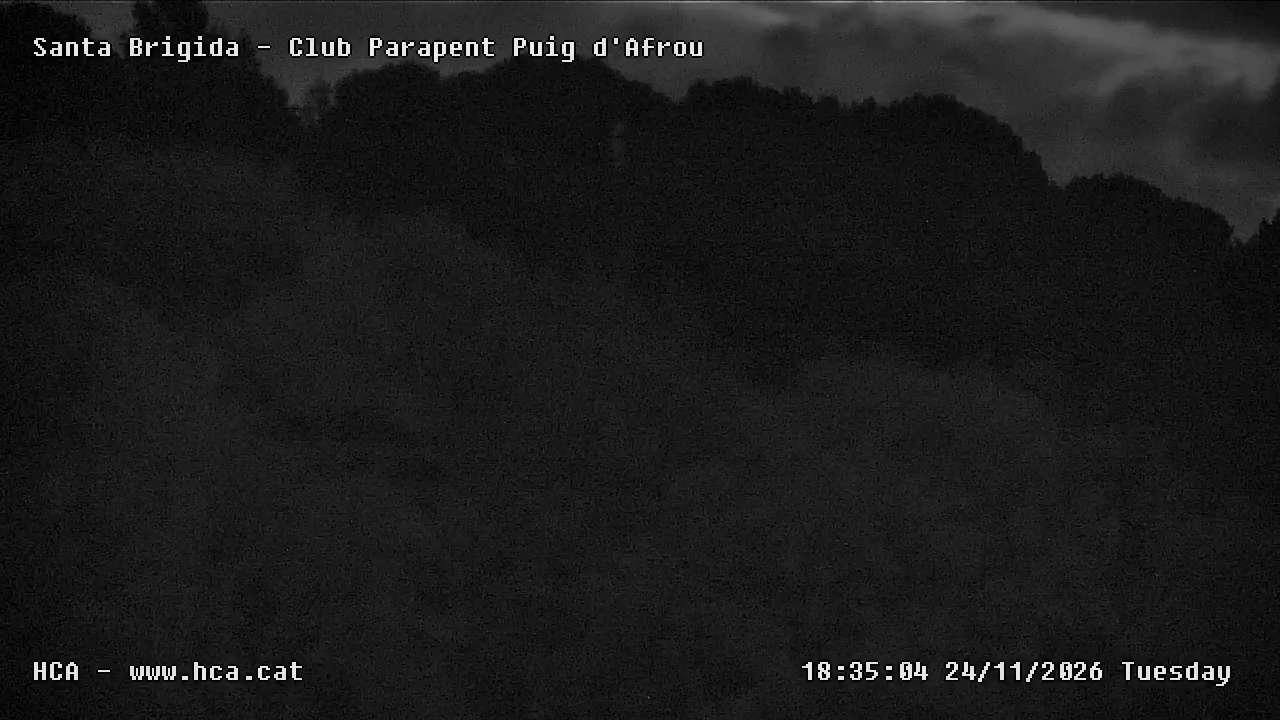 Santa Brigida - Club Parapent Puig d'Afrou
HCA - www.hca.cat
18:35:04 24/11/2026 Tuesday